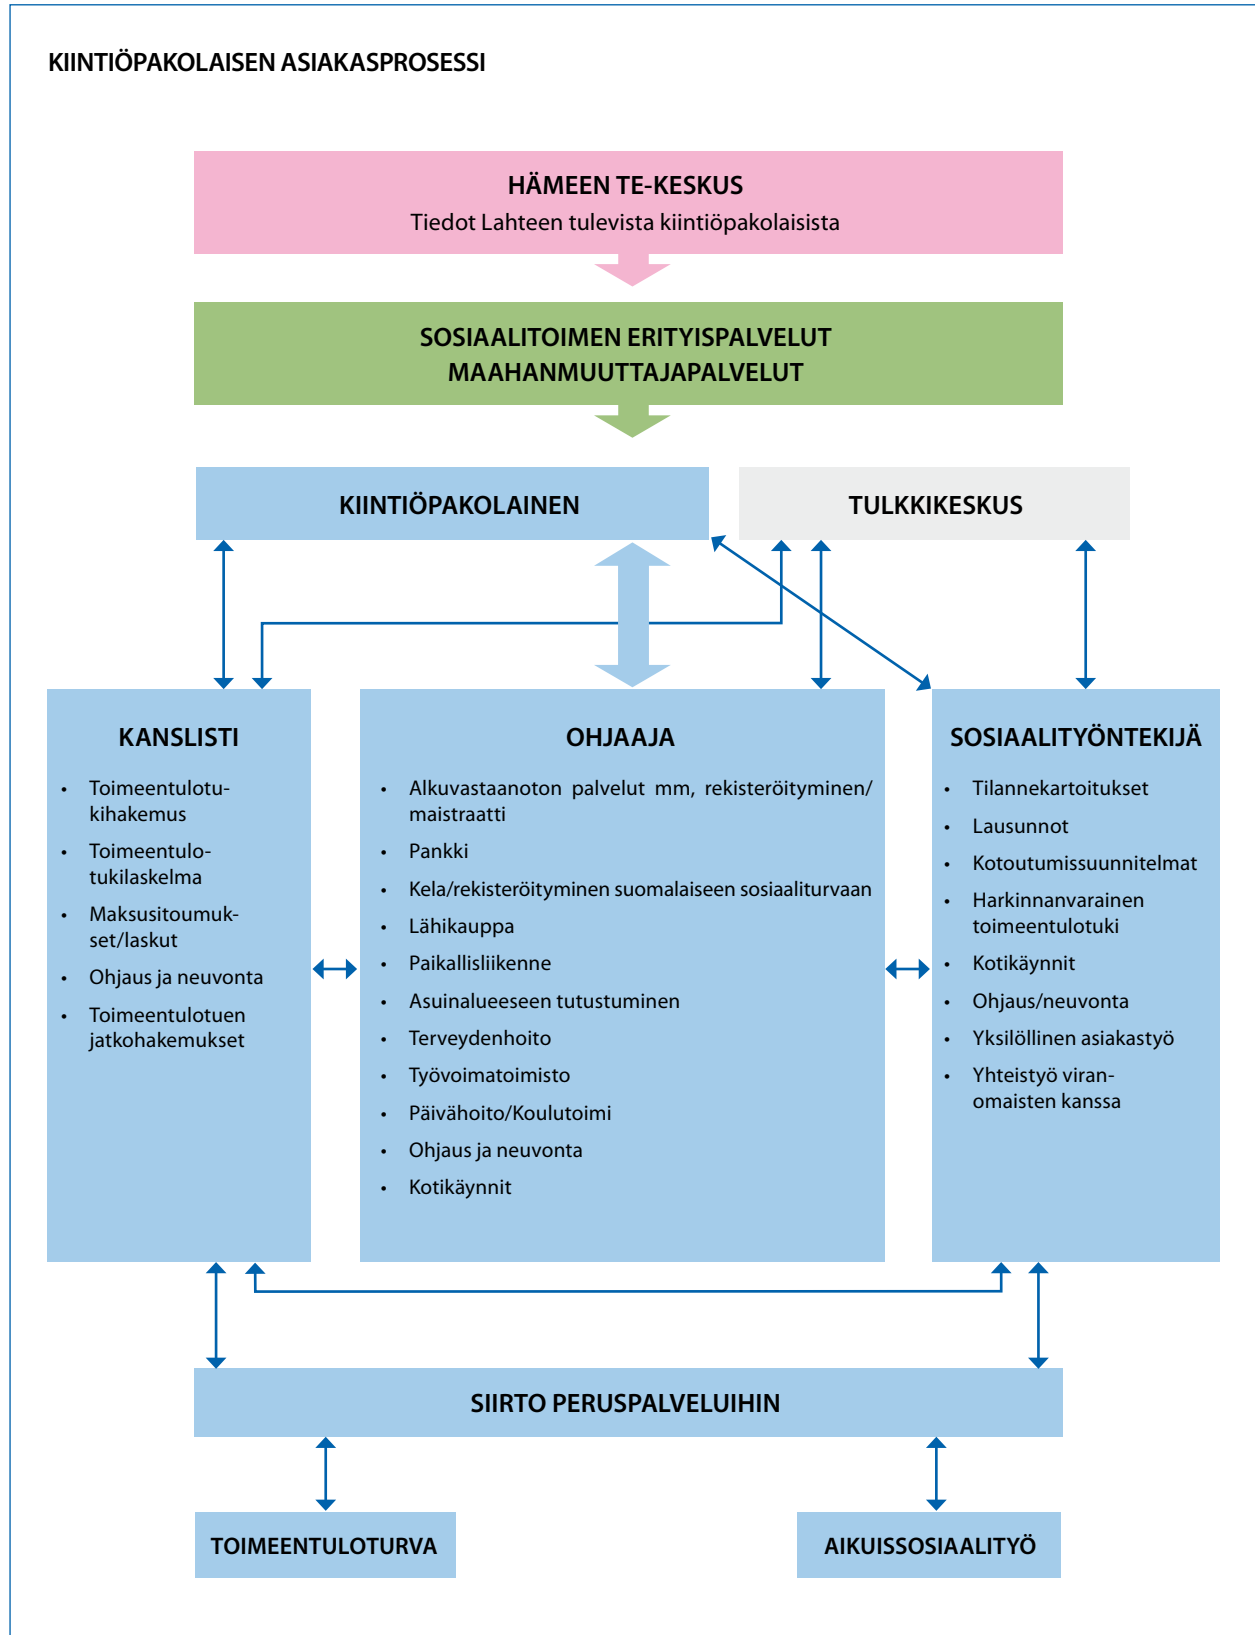 KIINTIÖPAKOLAISEN ASIAKASPROSESSI
HÄMEEN TE-KESKUS
Tiedot Lahteen tulevista kiintiöpakolaisista
SOSIAALITOIMEN ERITYISPALVELUT
MAAHANMUUTTAJAPALVELUT
KIINTIÖPAKOLAINEN
TULKKIKESKUS
KANSLISTI
• Toimeentulotu-
kihakemus
• Toimeentulo-
tukilaskelma
• Maksusitoumuk-
set/laskut
• Ohjaus ja neuvonta
• Toimeentulotuen
jatkohakemukset
OHJAAJA
• Alkuvastaanoton palvelut mm, rekisteröityminen/
maistraatti
• Pankki
• Kela/rekisteröityminen suomalaiseen sosiaaliturvaan
• Lähikauppa
• Paikallisliikenne
• Asuinalueeseen tutustuminen
• Terveydenhoito
• Työvoimatoimisto
• Päivähoito/Koulutoimi
• Ohjaus ja neuvonta
• Kotikäynnit
SOSIAALITYÖNTEKIJÄ
• Tilannekartoitukset
• Lausunnot
• Kotoutumissuunnitelmat
• Harkinnanvarainen
toimeentulotuki
• Kotikäynnit
• Ohjaus/neuvonta
• Yksilöllinen asiakastyö
• Yhteistyö viran-
omaisten kanssa
SIIRTO PERUSPALVELUIHIN
TOIMEENTULOTURVA
AIKUISSOSIAALITYÖ